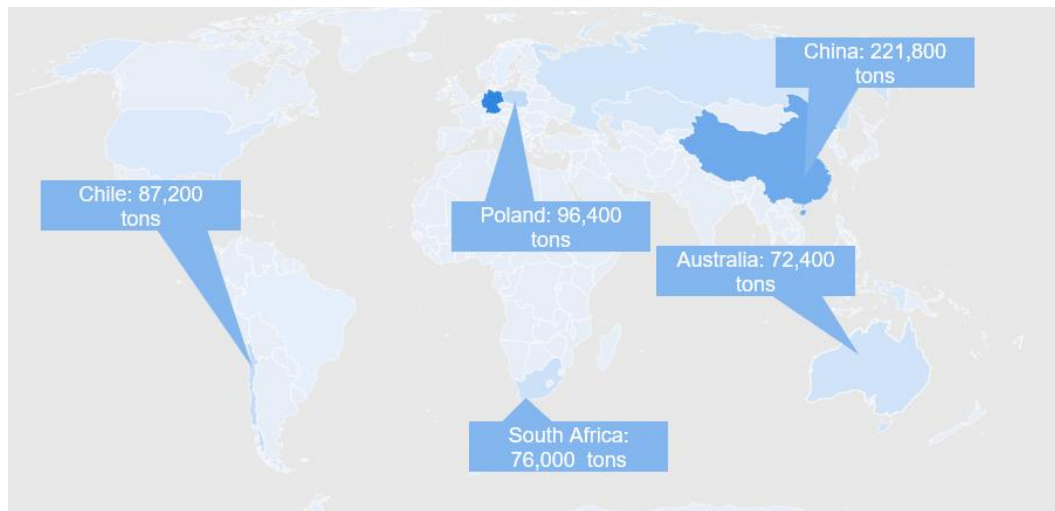 China: 221,800
tons
Chile: 87,200
tons
Poland: 96,400
tons
Australia: 72,400
tons
South Africa:
76,000  tons